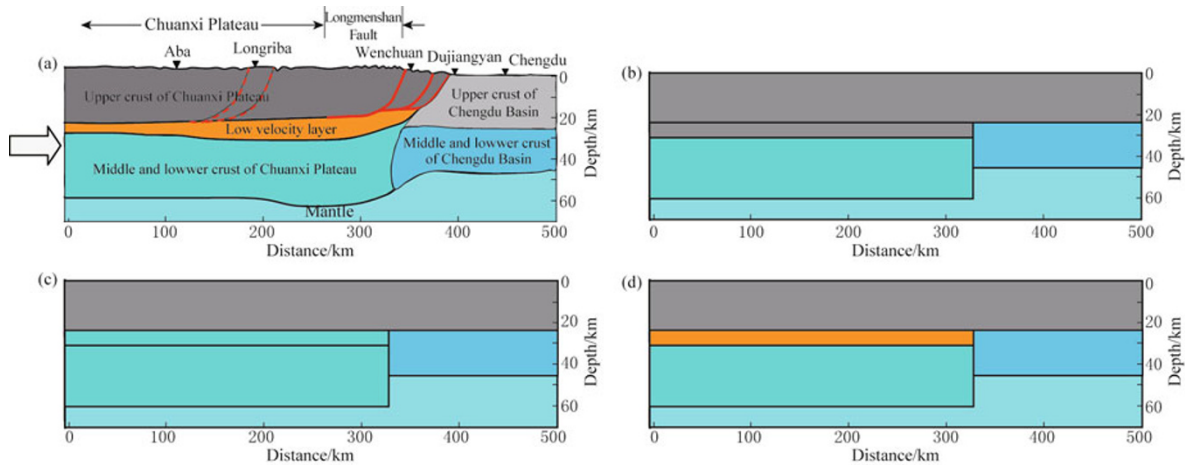 Chuanxi Plateau
Longmenshan
Fault
Aba
Longriba
Wenchuan
Dujiangyan
Chengdu
(a)
Upper crust of Chuanxi Plateau
Upper crust of
Chengdu Basin
Low velocity layer
Middle and lowwer crust of Chuanxi Plateau
Middle and lowwer crust
of Chengdu Basin
Mantle
0
20
40
60
Depth/km
0 100 200 300 400 500
Distance/km
(b)
0
20
40
60
Depth/km
0 100 200 300 400 500
Distance/km
(c)
0
20
40
60
Depth/km
0 100 200 300 400 500
Distance/km
(d)
0
20
40
60
Depth/km
0 100 200 300 400 500
Distance/km